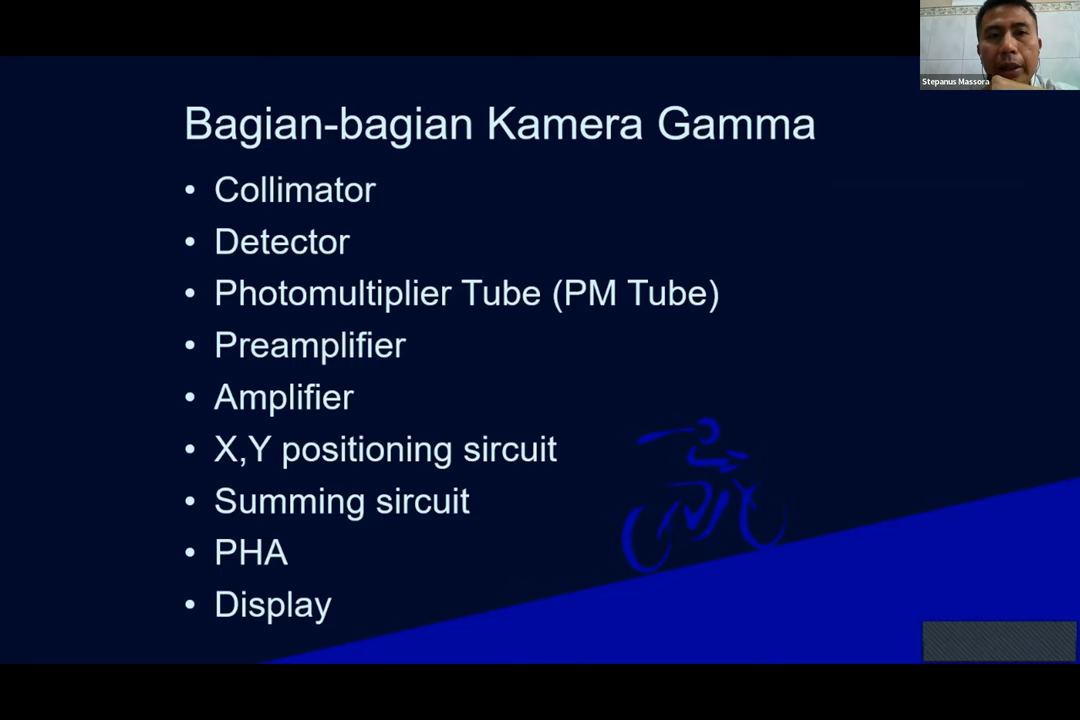 Stepanus Massora
Bagian-bagian Kamera Gamma
• Collimator
• Detector
• Photomultiplier Tube (PM Tube)
• Preamplifier
• Amplifier
• X,Y positioning sircuit
• Summing sircuit
• PHA
• Display